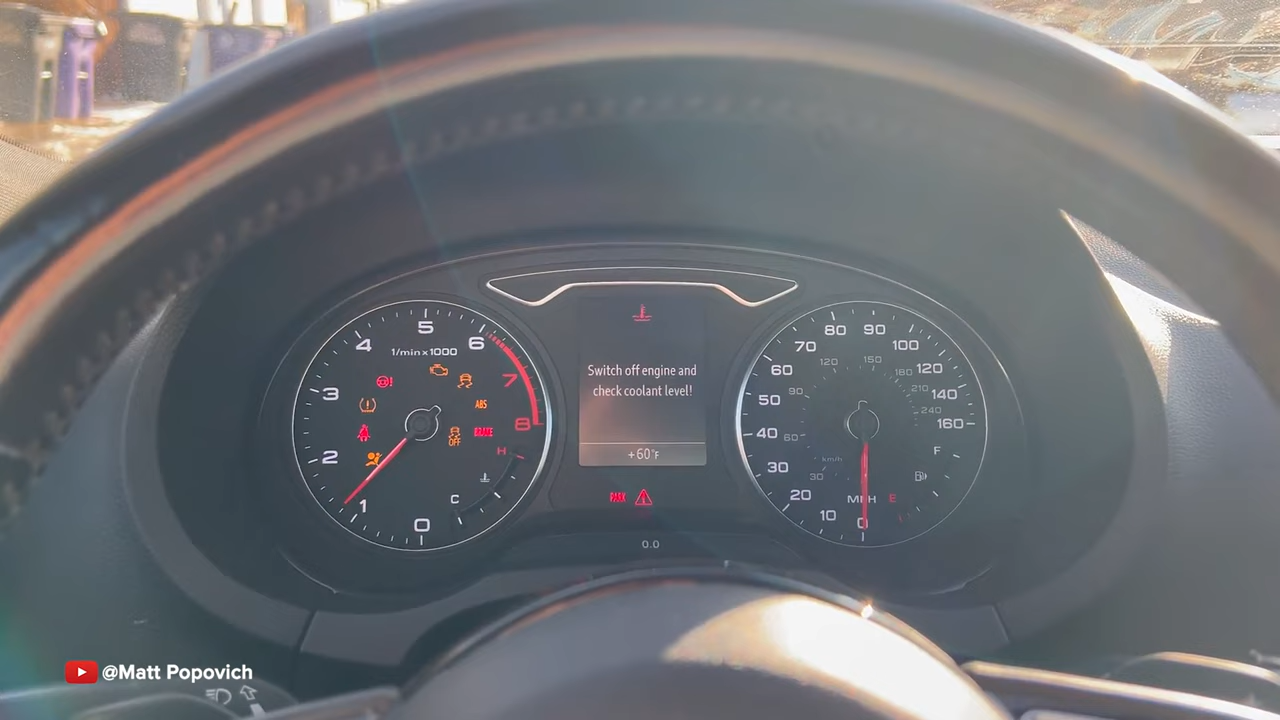 5
4
6
1/min x 1000
3
7
ABS
8
BRAKE
OFF
2
H
1
C
0
Switch off engine and
check coolant level!
+60°F
PARK
0.0
80 90
70
100
120
150
60
180
120
90
210
50
140
240
40
160
60
km/h
F
30
30
20
MPH
E
10
0
@Matt Popovich